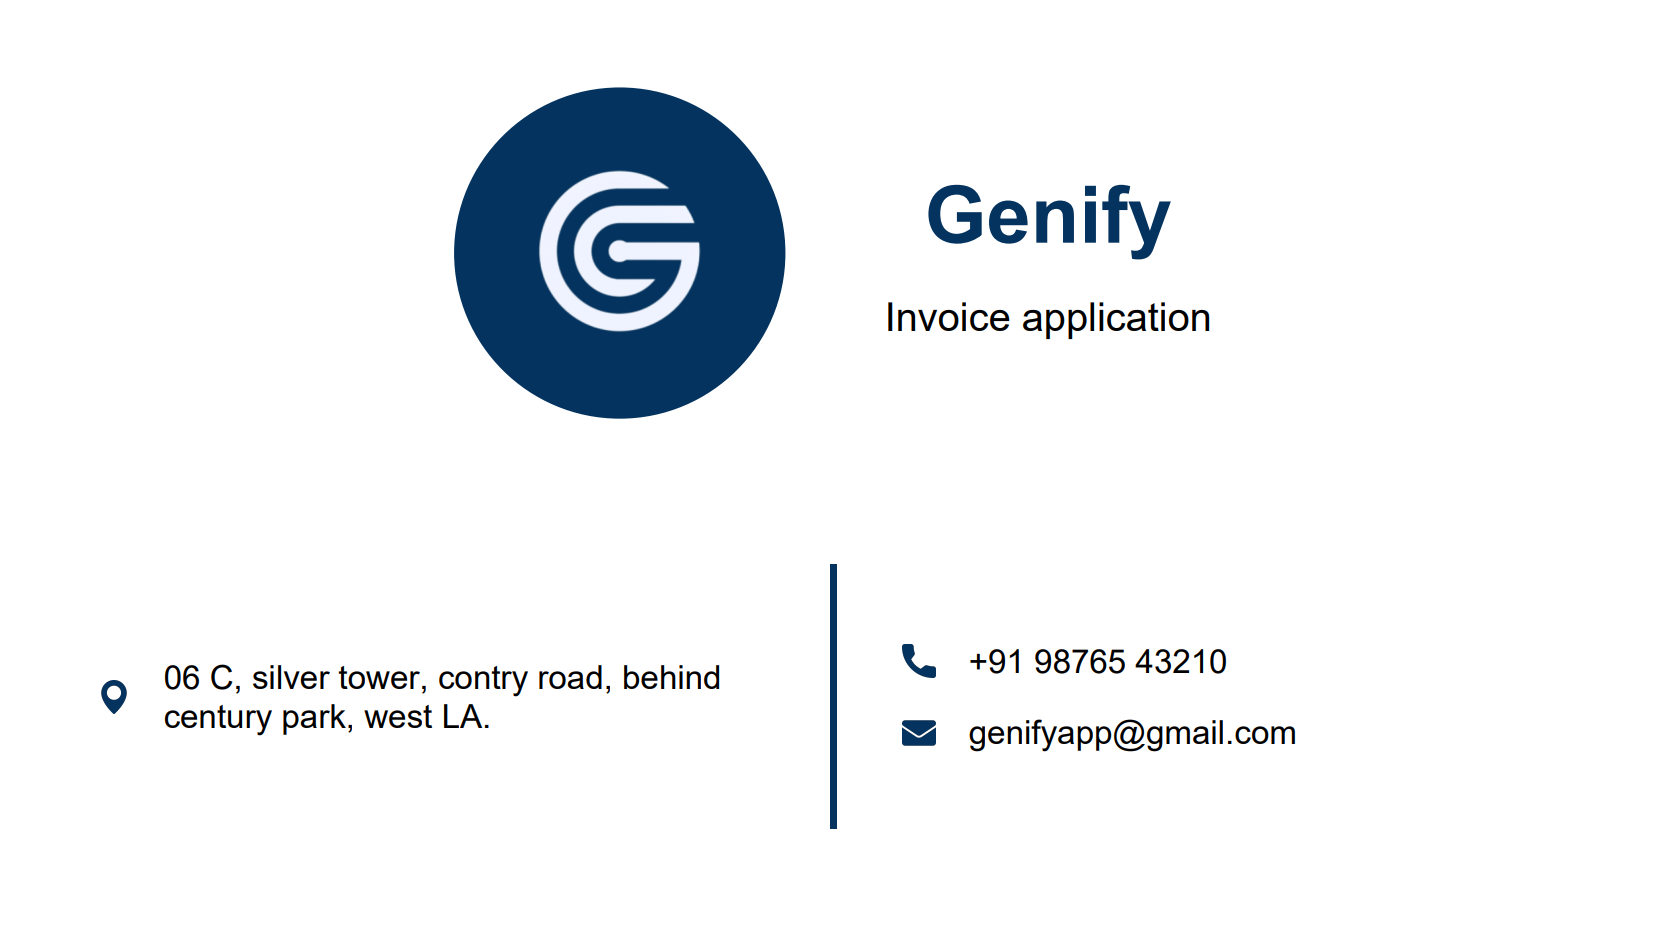 Genify
Invoice application
06 C, silver tower, contry road, behind
century park, west LA.
+91 98765 43210
genifyapp@gmail.com